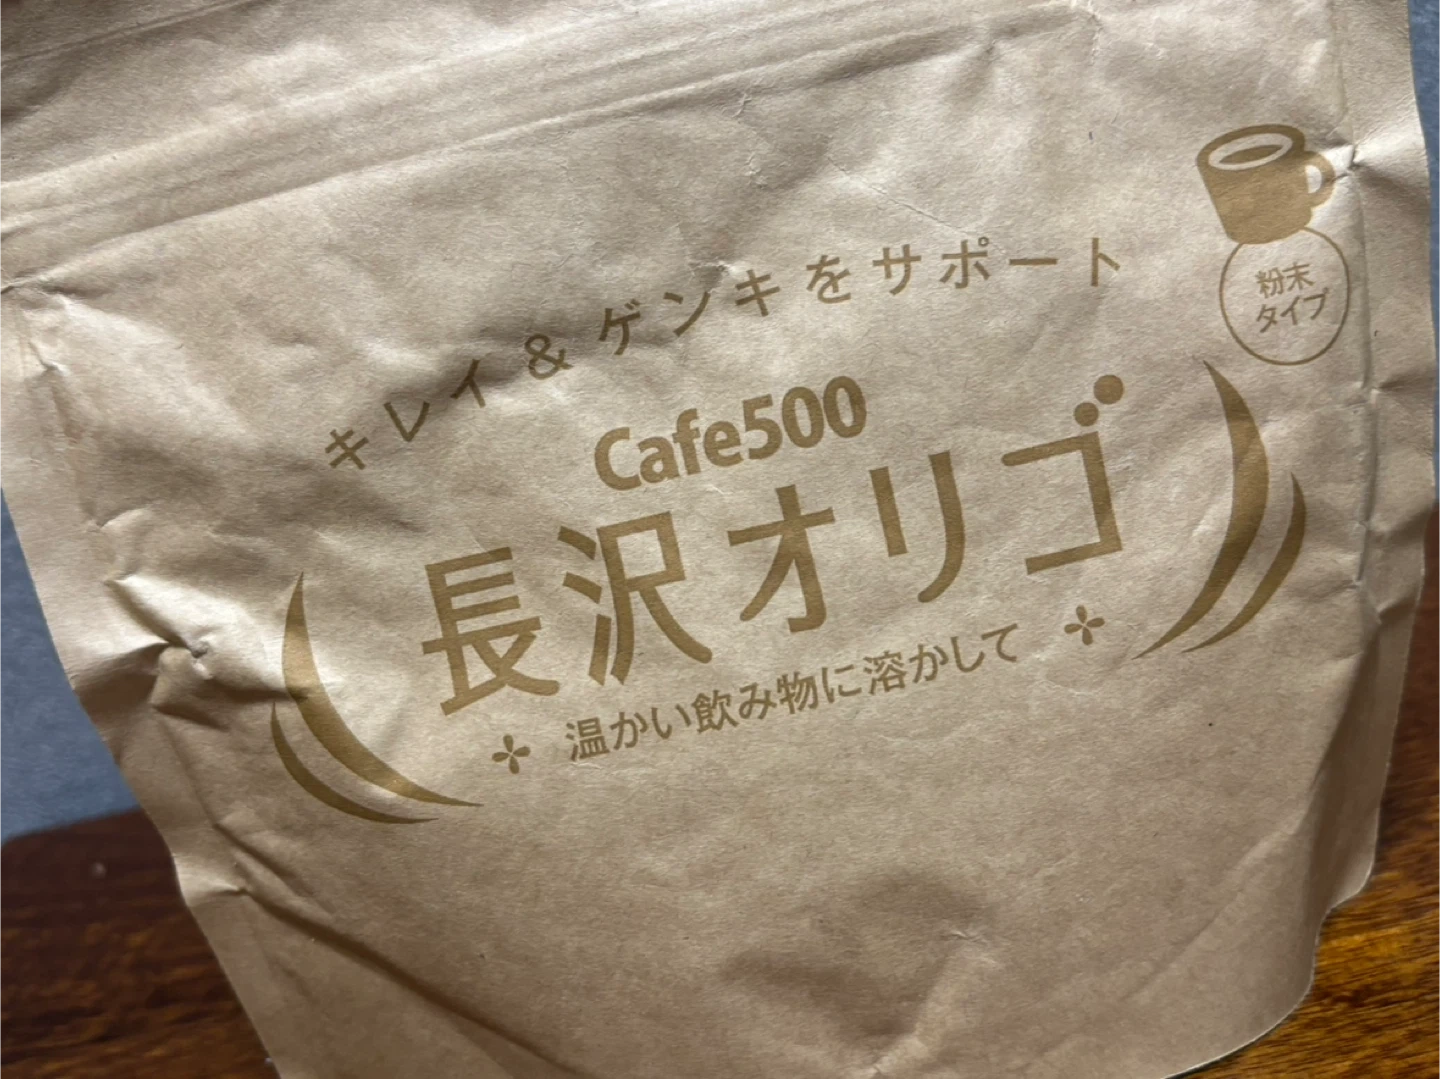 キレイ&ゲンキをサポート
粉末
タイプ
Cafe500
長沢オリゴ
温かい飲み物に溶かして